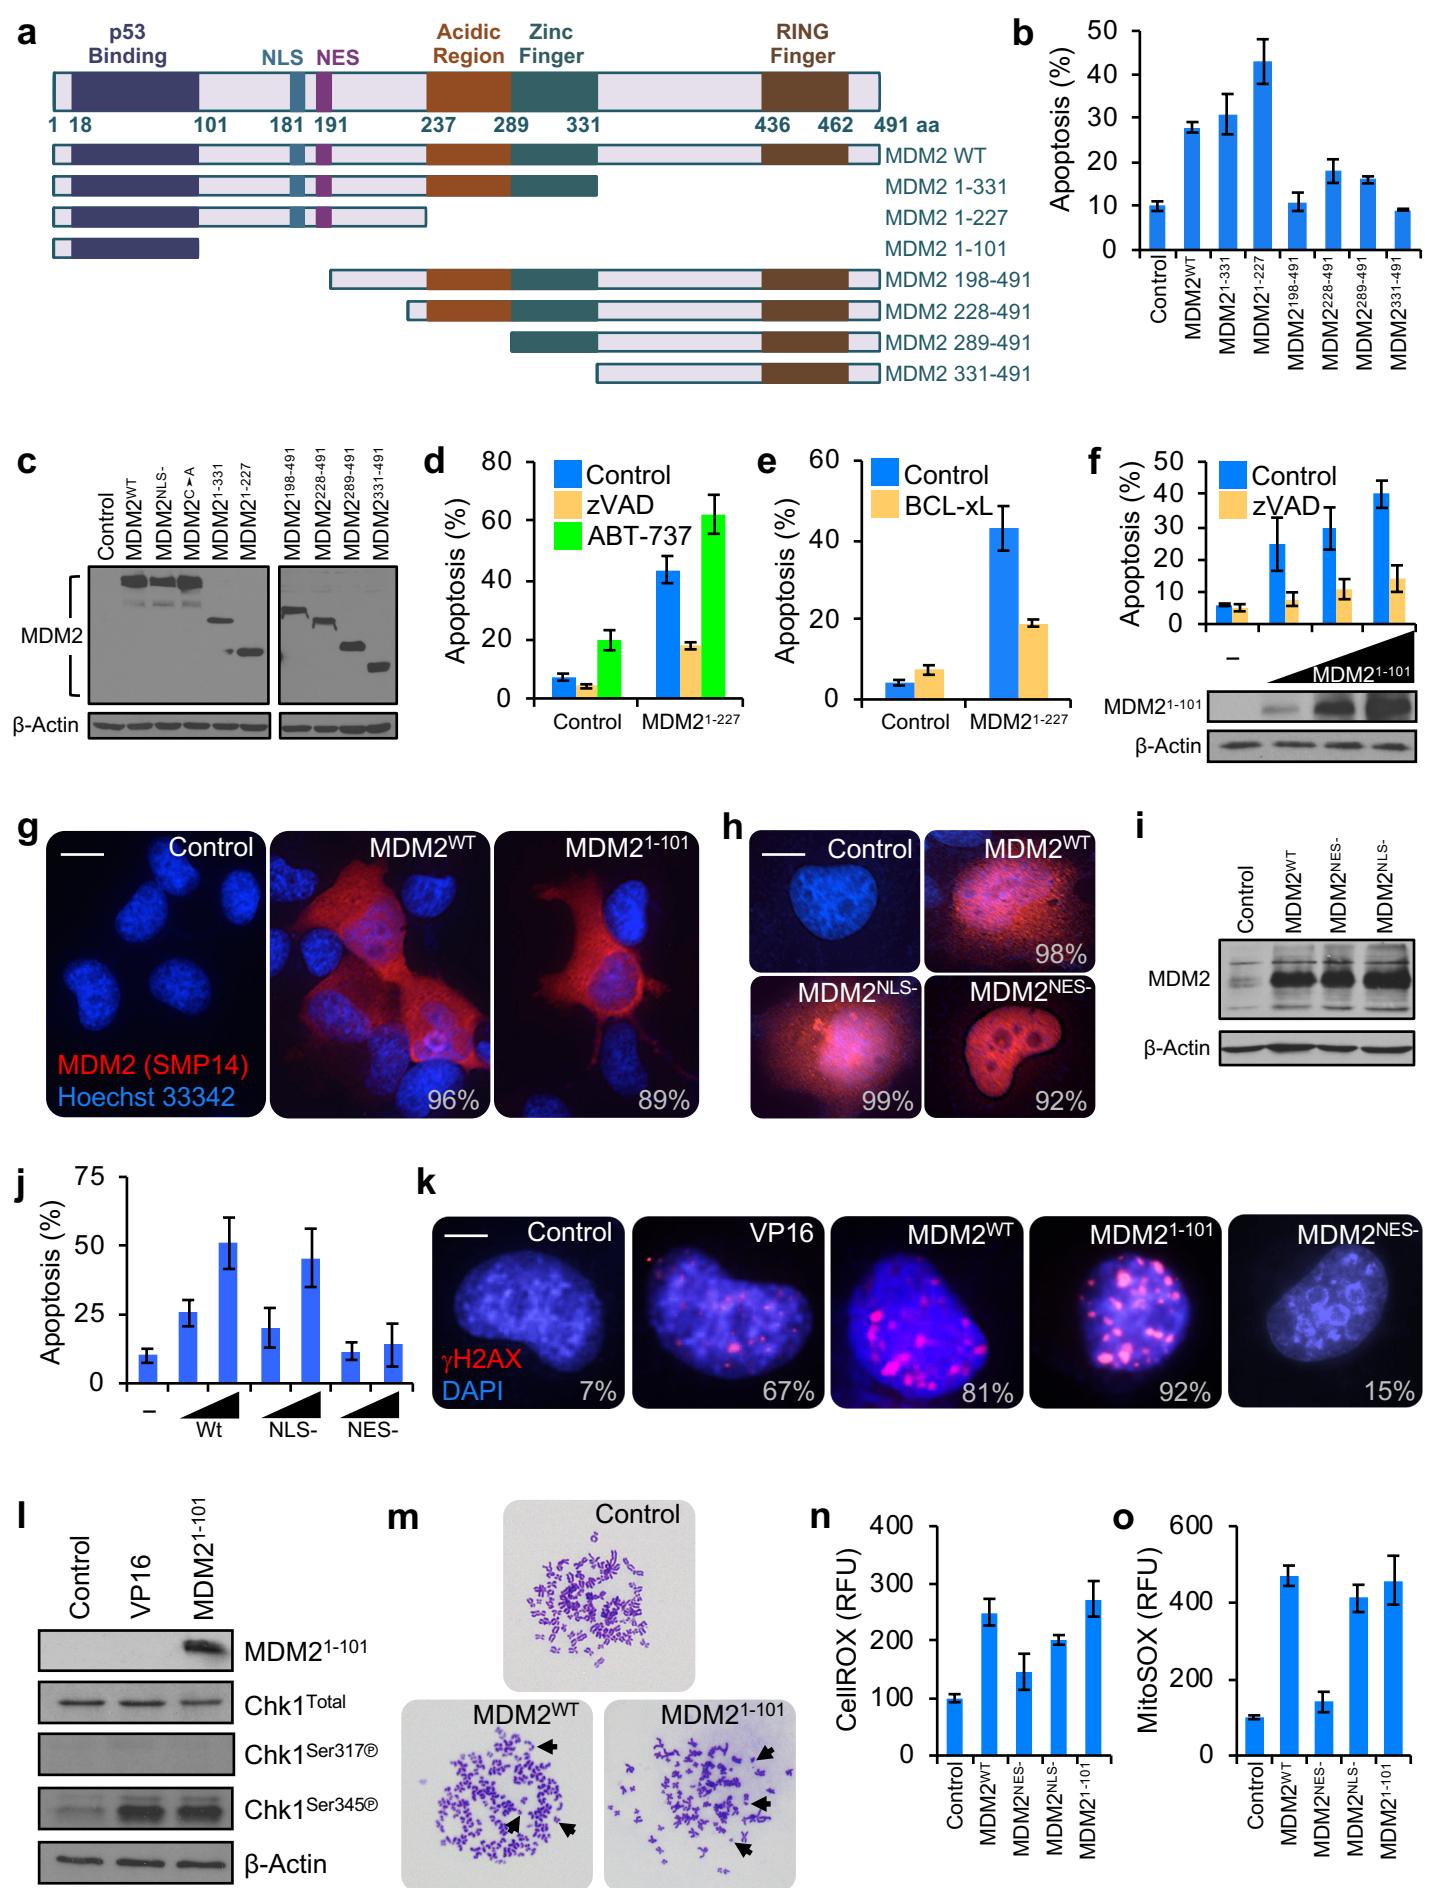 a
p53 Binding
NLS
NES
Acidic Region
Zinc Finger
RING Finger
1 18 101 181 191 237 289 331 436 462 491 aa
MDM2 WT
MDM2 1-331
MDM2 1-227
MDM2 1-101
MDM2 198-491
MDM2 228-491
MDM2 289-491
MDM2 331-491
b
Apoptosis (%)
50
40
30
20
10
0
Control
MDM2WT
MDM21-331
MDM21-227
MDM2198-491
MDM2228-491
MDM2289-491
MDM2331-491
c
Control
MDM2WT
MDM2NLS-
MDM2C➤A
MDM21-331
MDM21-227
MDM2198-491
MDM2228-491
MDM2289-491
MDM2331-491
MDM2
β-Actin
d
Apoptosis (%)
80
60
40
20
0
Control
zVAD
ABT-737
Control
MDM21-227
e
Apoptosis (%)
60
40
20
0
Control
BCL-xL
Control
MDM21-227
f
Apoptosis (%)
50
40
30
20
10
0
Control
zVAD
–
MDM21-101
MDM21-101
β-Actin
g
Control
MDM2 (SMP14)
Hoechst 33342
MDM2WT
96%
MDM21-101
89%
h
Control
MDM2WT
98%
MDM2NLS-
99%
MDM2NES-
92%
i
Control
MDM2WT
MDM2NES-
MDM2NLS-
MDM2
β-Actin
j
Apoptosis (%)
75
50
25
0
–
Wt
NLS-
NES-
k
Control
γH2AX
DAPI
7%
VP16
67%
MDM2WT
81%
MDM21-101
92%
MDM2NES-
15%
l
Control
VP16
MDM21-101
MDM21-101
Chk1Total
Chk1Ser317℗
Chk1Ser345℗
β-Actin
m
Control
MDM2WT
MDM21-101
n
CellROX (RFU)
400
300
200
100
0
Control
MDM2WT
MDM2NES-
MDM2NLS-
MDM21-101
o
MitoSOX (RFU)
600
400
200
0
Control
MDM2WT
MDM2NES-
MDM2NLS-
MDM21-101